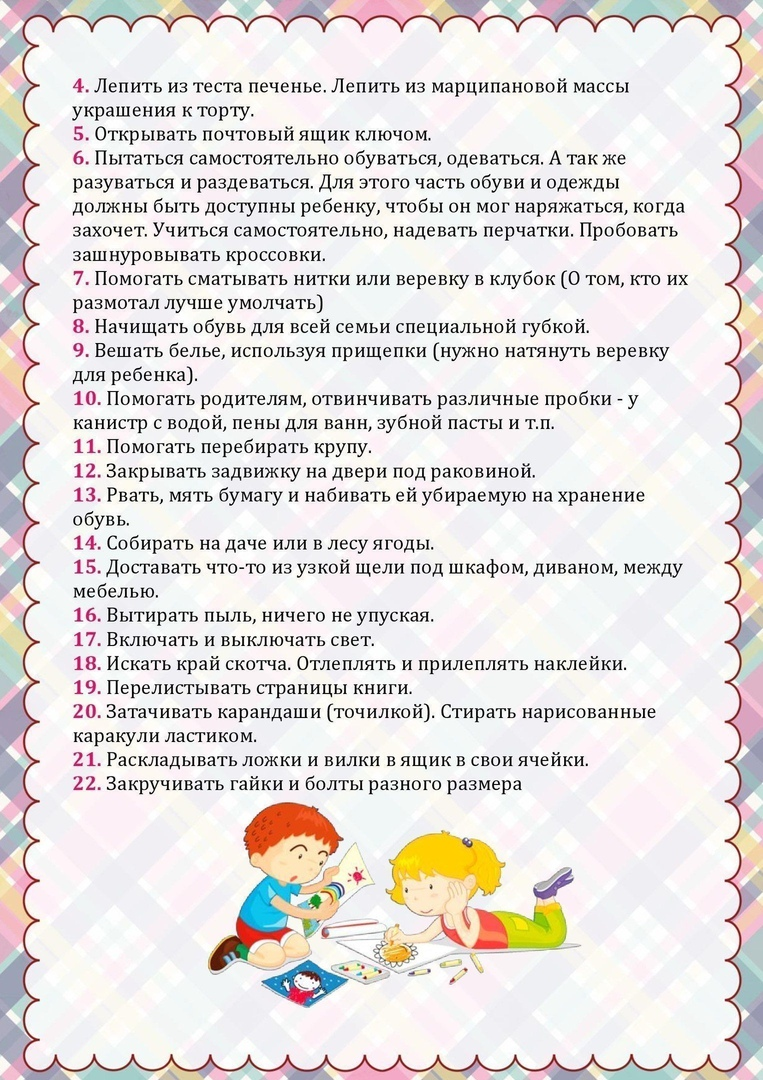 4. Лепить из теста печенье. Лепить из марципановой массы
украшения к торту.
5. Открывать почтовый ящик ключом.
6. Пытаться самостоятельно обуваться, одеваться. А так же
разуваться и раздеваться. Для этого часть обуви и одежды
должны быть доступны ребенку, чтобы он мог наряжаться, когда
захочет. Учиться самостоятельно, надевать перчатки. Пробовать
зашнуровывать кроссовки.
7. Помогать сматывать нитки или веревку в клубок (О том, кто их
размотал лучше умолчать)
8. Начищать обувь для всей семьи специальной губкой.
9. Вешать белье, используя прищепки (нужно натянуть веревку
для ребенка).
10. Помогать родителям, отвинчивать различные пробки - у
канистр с водой, пены для ванн, зубной пасты и т.п.
11. Помогать перебирать крупу.
12. Закрывать задвижку на двери под раковиной.
13. Рвать, мять бумагу и набивать ей убираемую на хранение
обувь.
14. Собирать на даче или в лесу ягоды.
15. Доставать что-то из узкой щели под шкафом, диваном, между
мебелью.
16. Вытирать пыль, ничего не упуская.
17. Включать и выключать свет.
18. Искать край скотча. Отлеплять и прилеплять наклейки.
19. Перелистывать страницы книги.
20. Затачивать карандаши (точилкой). Стирать нарисованные
каракули ластиком.
21. Раскладывать ложки и вилки в ящик в свои ячейки.
22. Закручивать гайки и болты разного размера